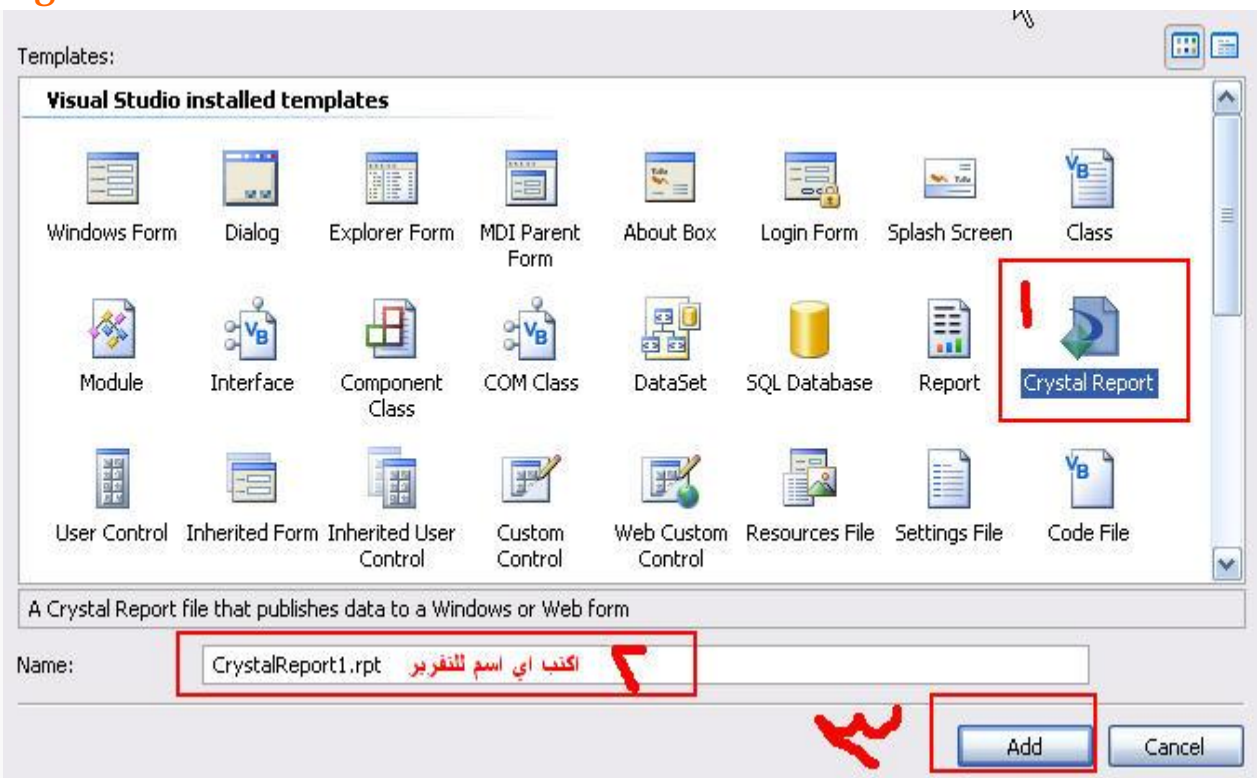 Templates:
Visual Studio installed templates
Windows Form Dialog Explorer Form MDI Parent Form About Box Login Form Splash Screen Class
١
Module Interface Component Class COM Class DataSet SQL Database Report Crystal Report
User Control Inherited Form Inherited User Control Custom Control Web Custom Control Resources File Settings File Code File
A Crystal Report file that publishes data to a Windows or Web form
Name: CrystalReport1.rpt اكتب اي اسم للتقرير ٢
٣ Add Cancel